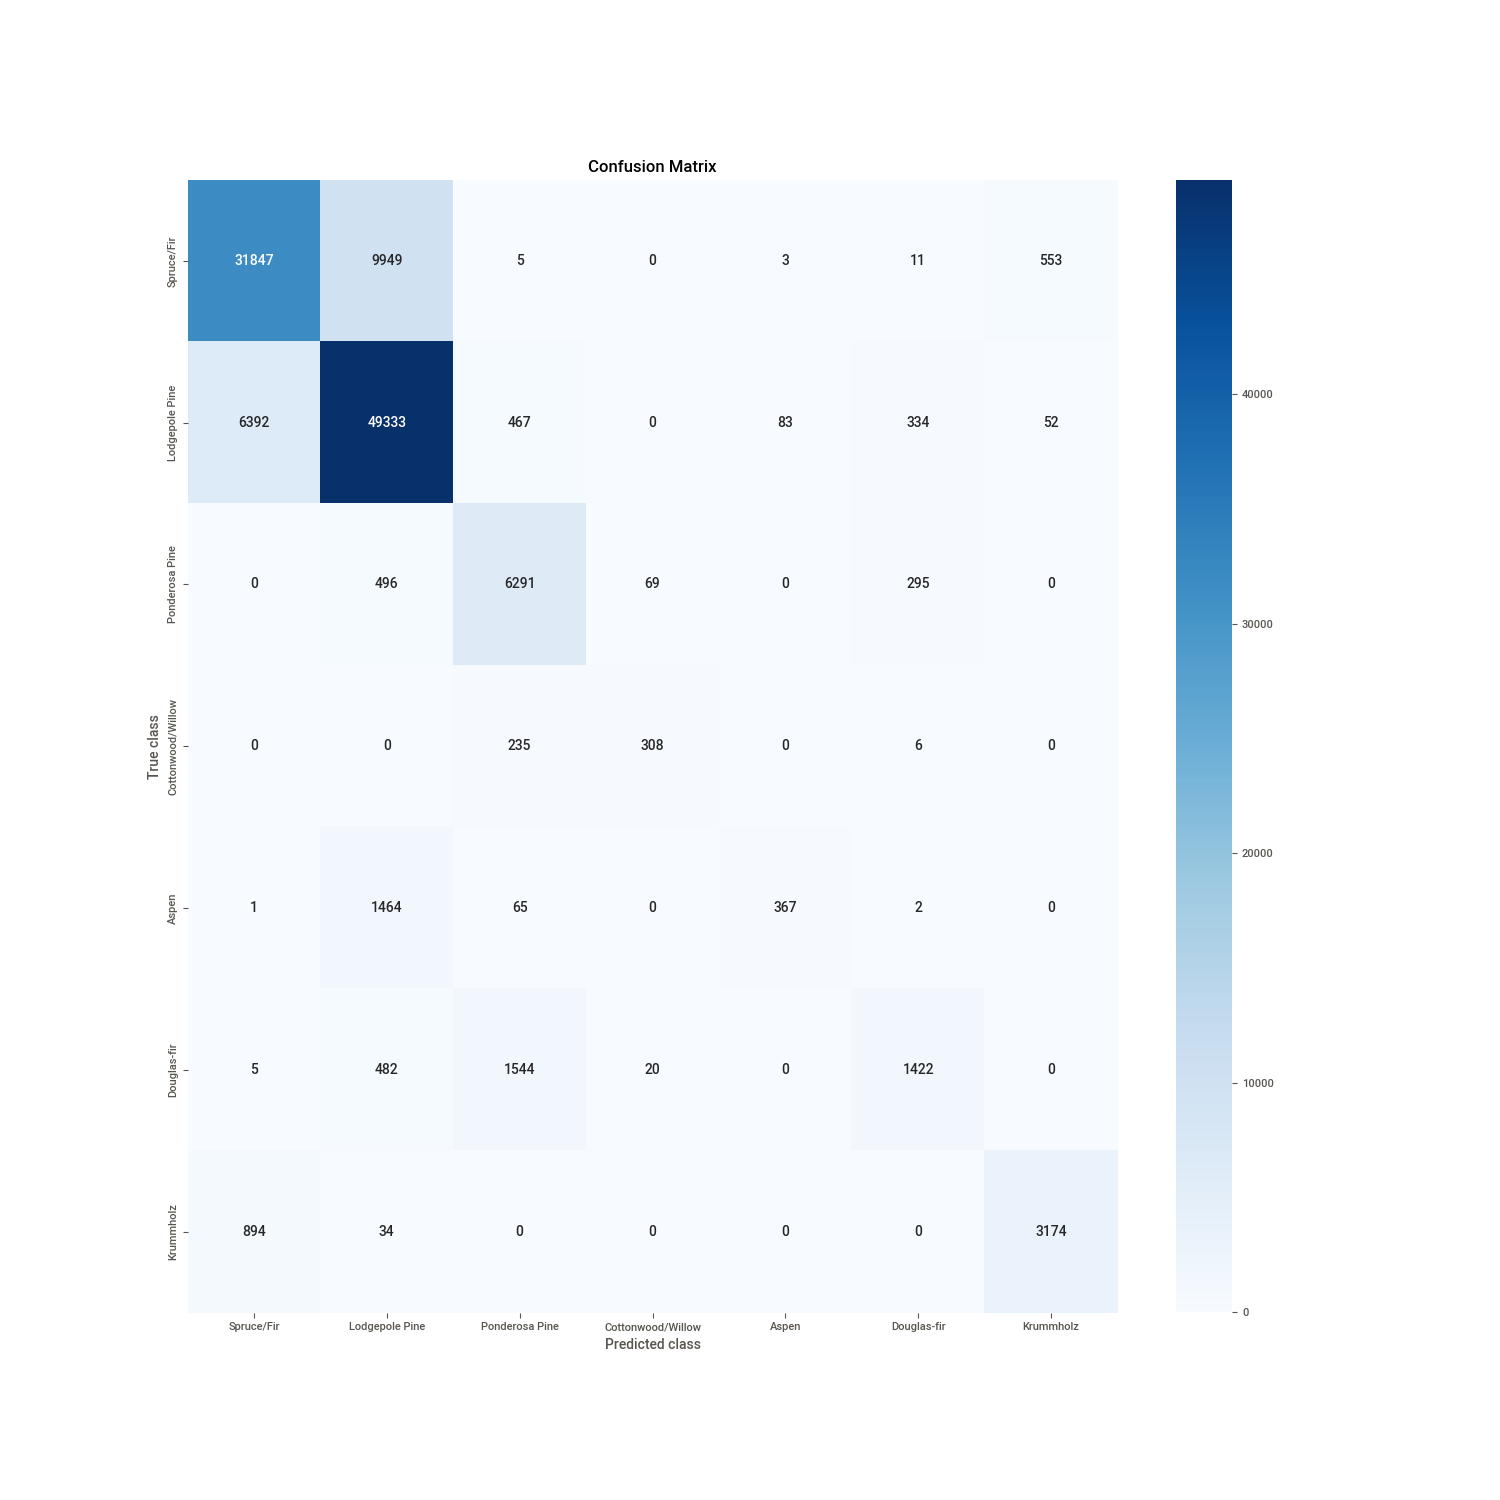 Confusion Matrix
Spruce/Fir 31847 9949 5 0 3 11 553
Lodgepole Pine 6392 49333 467 0 83 334 52
Ponderosa Pine 0 496 6291 69 0 295 0
True class
Cottonwood/Willow 0 0 235 308 0 6 0
Aspen 1 1464 65 0 367 2 0
Douglas-fir 5 482 1544 20 0 1422 0
Krummholz 894 34 0 0 0 0 3174
Spruce/Fir Lodgepole Pine Ponderosa Pine Cottonwood/Willow Aspen Douglas-fir Krummholz
Predicted class
40000
30000
20000
10000
0